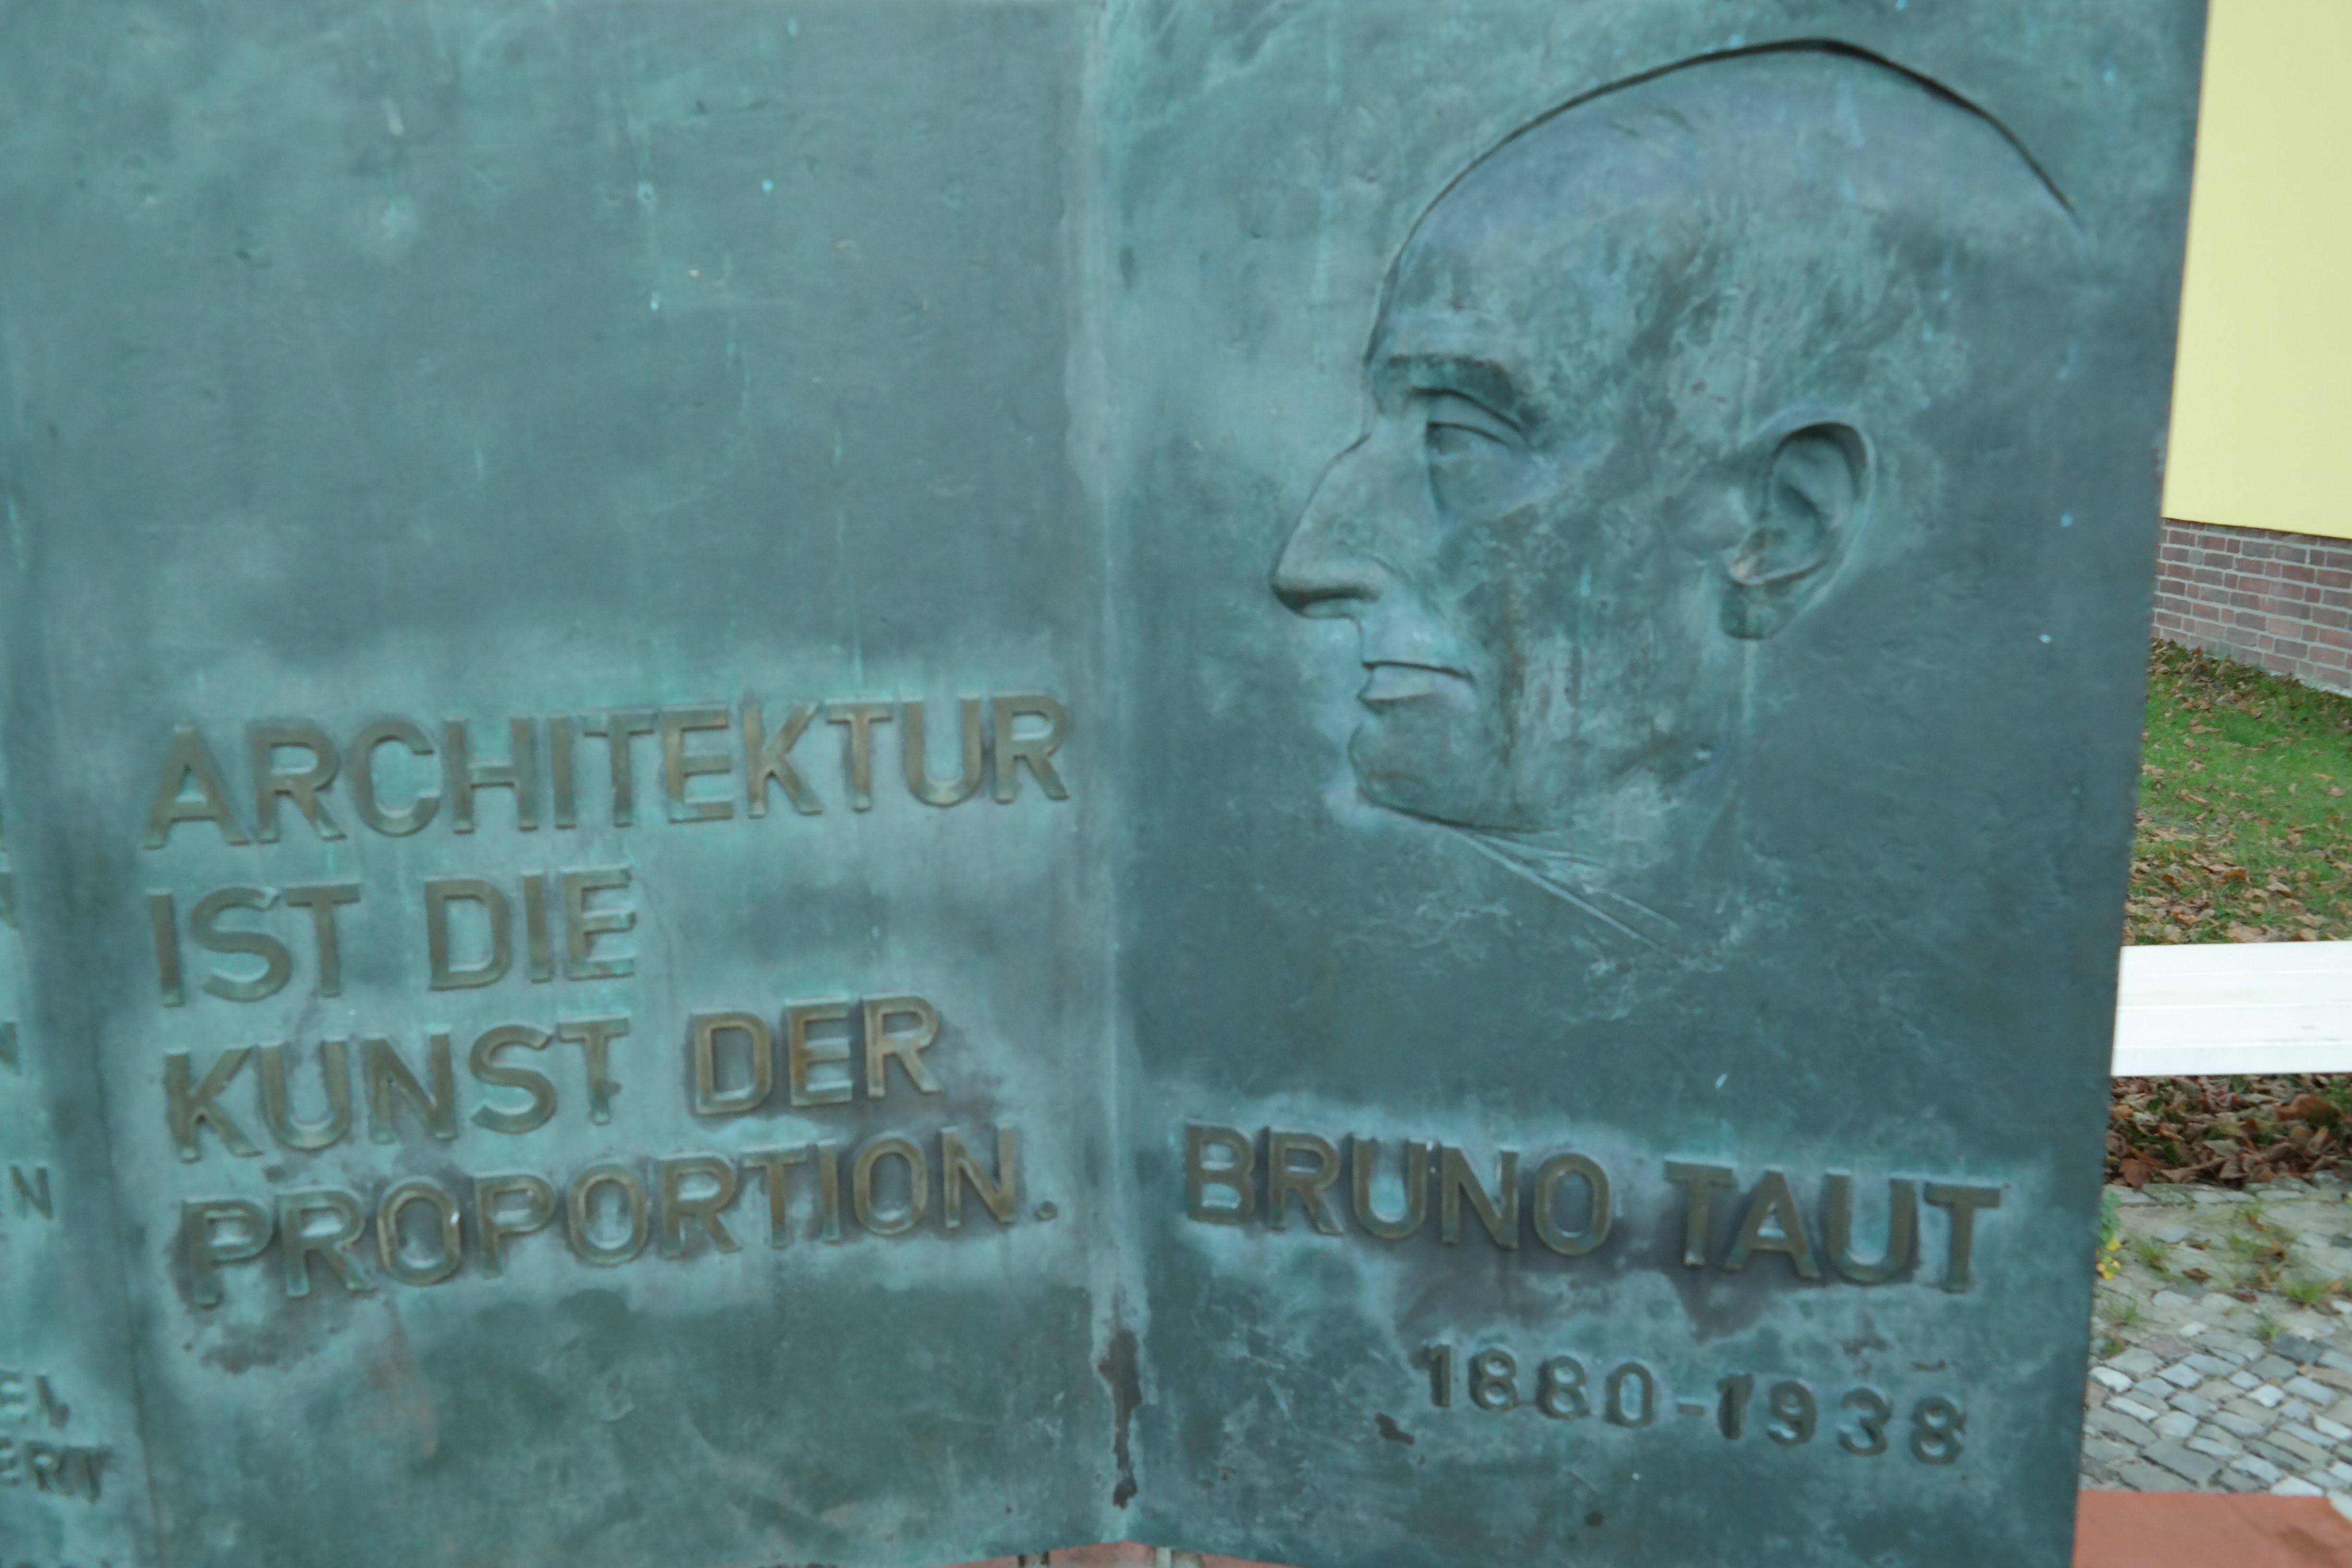 ARCHITEKTUR
IST DIE
KUNST DER
PROPORTION.
BRUNO TAUT
1880-1938